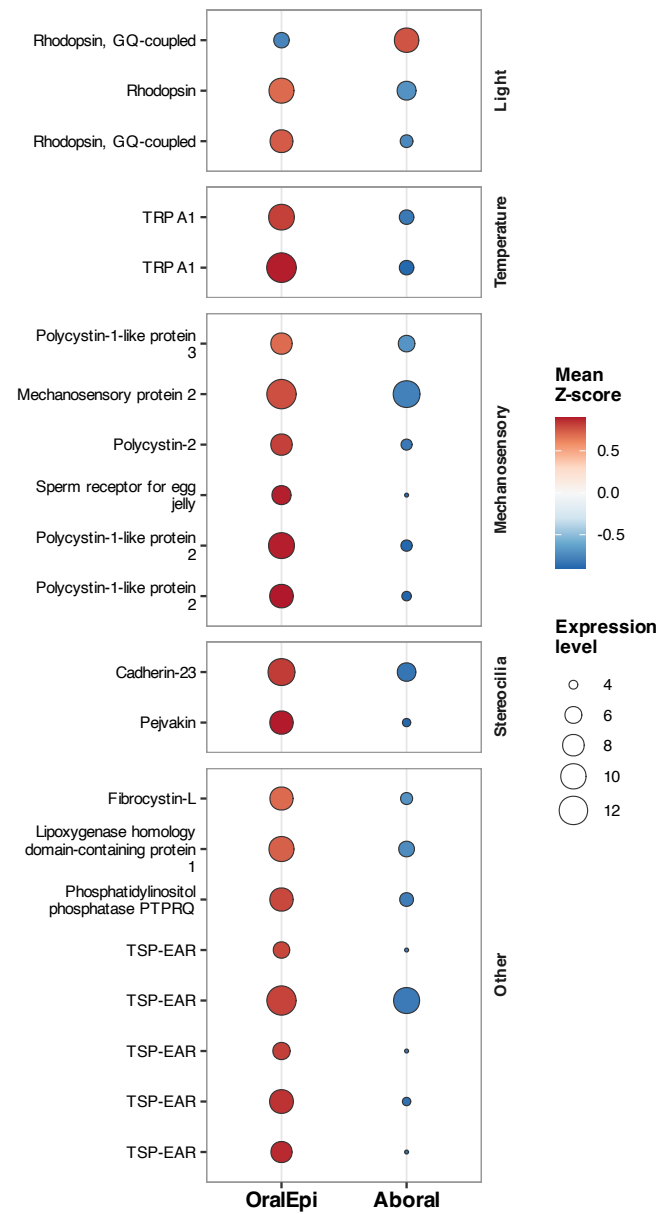 Rhodopsin, GQ-coupled
Rhodopsin
Rhodopsin, GQ-coupled
Light
TRP A1
TRP A1
Temperature
Polycystin-1-like protein
3
Mechanosensory protein 2
Polycystin-2
Sperm receptor for egg
jelly
Polycystin-1-like protein
2
Polycystin-1-like protein
2
Mechanosensory
Cadherin-23
Pejvakin
Stereocilia
Fibrocystin-L
Lipoxygenase homology
domain-containing protein
1
Phosphatidylinositol
phosphatase PTPRQ
TSP-EAR
TSP-EAR
TSP-EAR
TSP-EAR
TSP-EAR
Other
OralEpi
Aboral
Mean
Z-score
0.5
0.0
-0.5
Expression
level
4
6
8
10
12